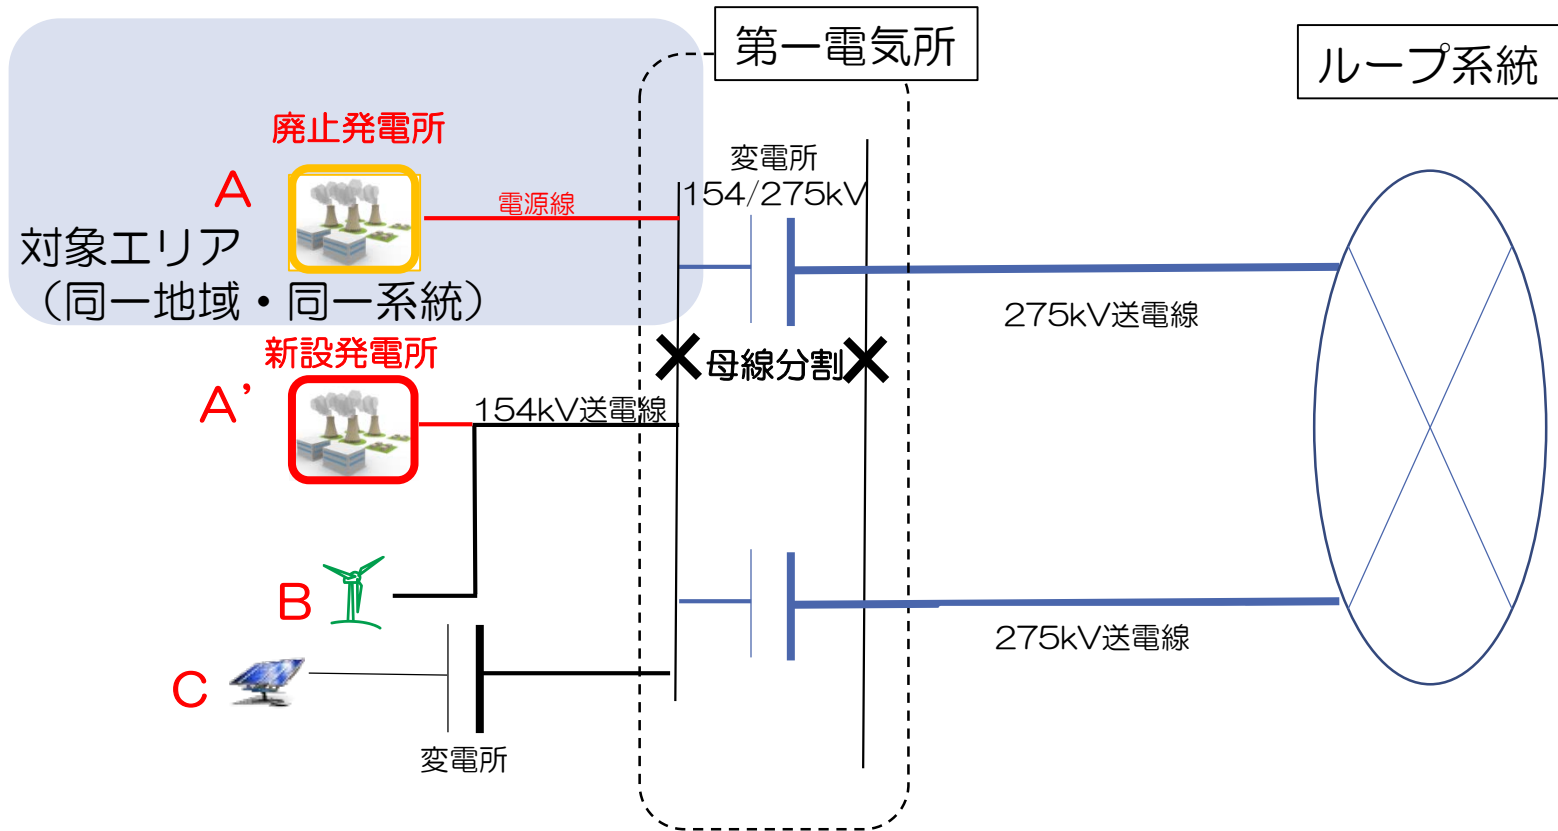 第一電気所
ループ系統
廃止発電所
A
電源線
変電所
154/275kV
対象エリア
（同一地域・同一系統）
275kV送電線
新設発電所
母線分割
A’
154kV送電線
B
275kV送電線
C
変電所